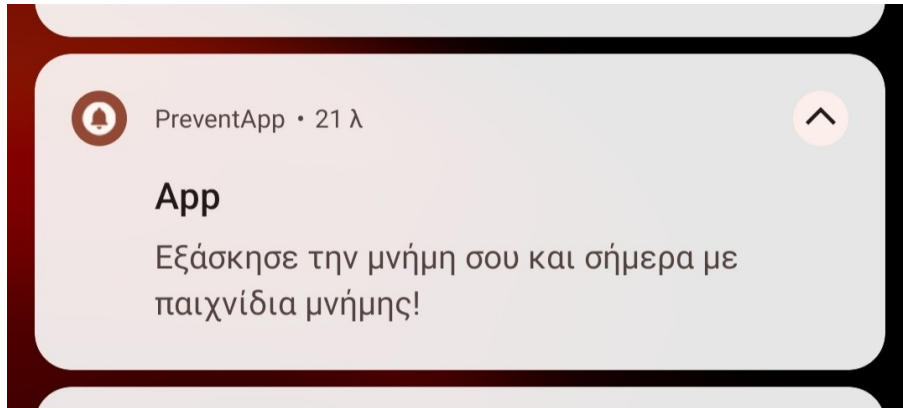 PreventApp • 21 λ
App
Εξάσκησε την μνήμη σου και σήμερα με
παιχνίδια μνήμης!